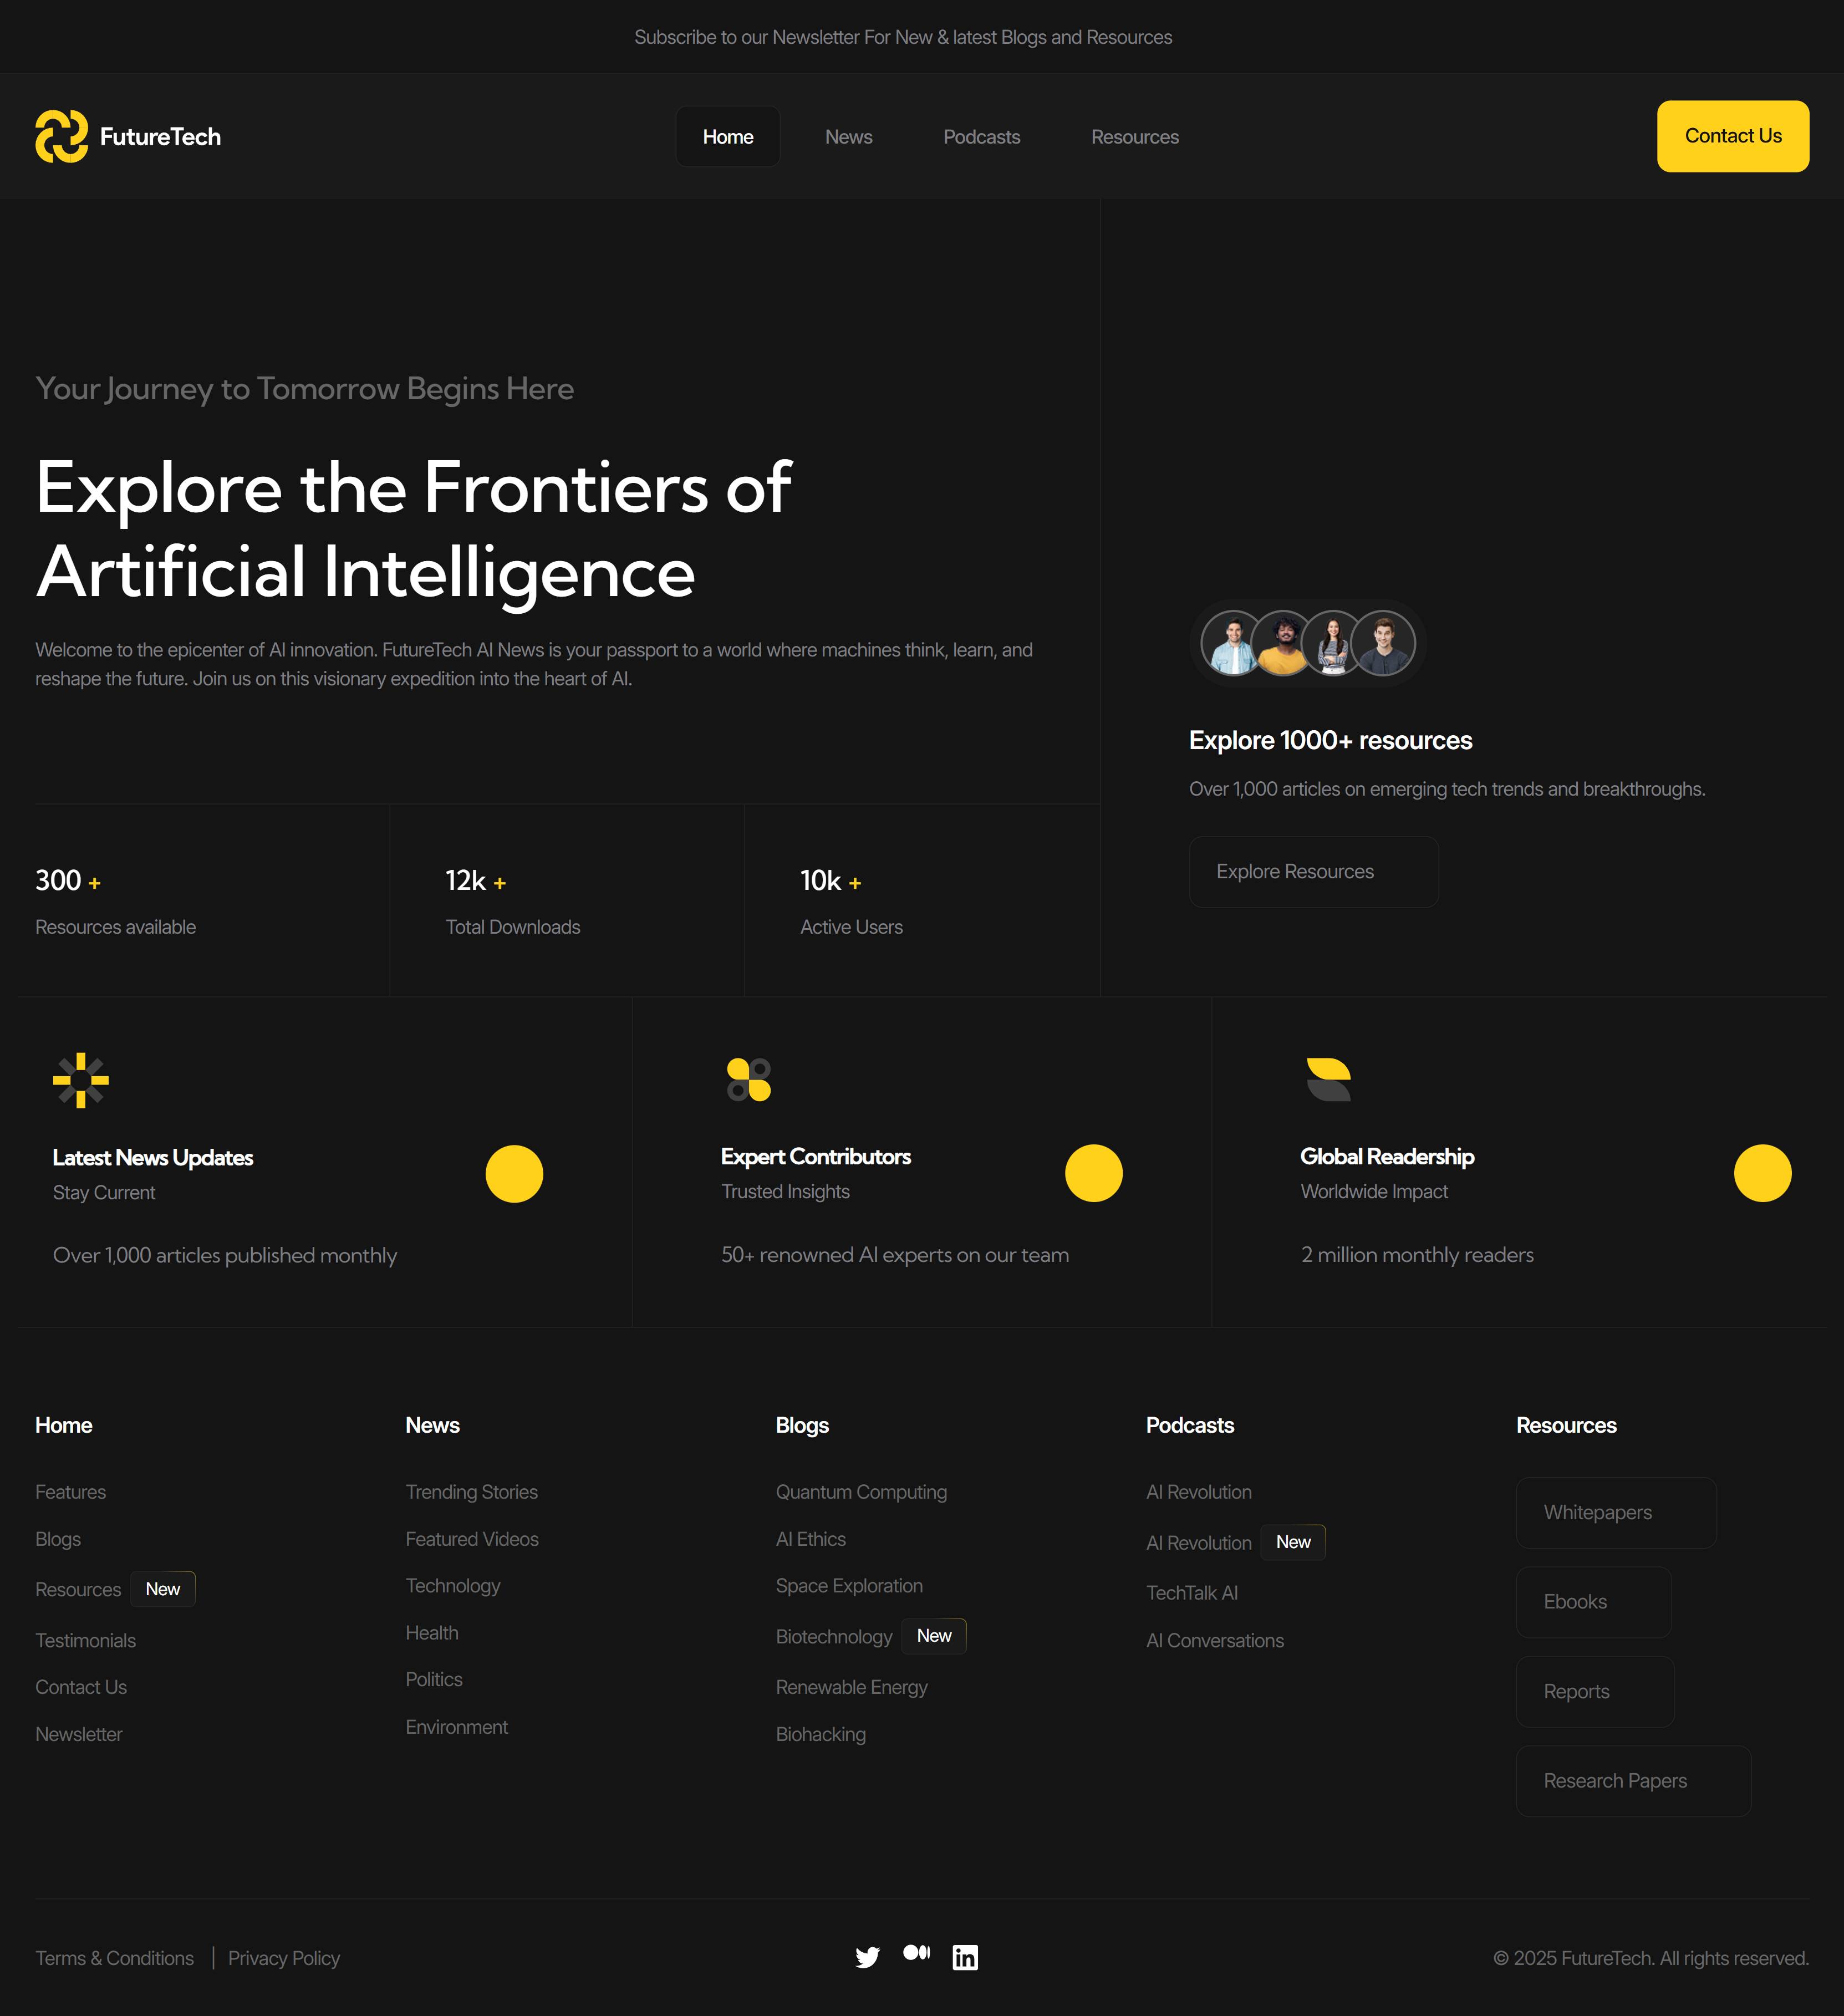 Subscribe to our Newsletter For New & latest Blogs and Resources
FutureTech
Home
News
Podcasts
Resources
Contact Us
Your Journey to Tomorrow Begins Here
Explore the Frontiers of
Artificial Intelligence
Welcome to the epicenter of AI innovation. FutureTech AI News is your passport to a world where machines think, learn, and
reshape the future. Join us on this visionary expedition into the heart of AI.
300 +
Resources available
12k +
Total Downloads
10k +
Active Users
Explore 1000+ resources
Over 1,000 articles on emerging tech trends and breakthroughs.
Explore Resources
Latest News Updates
Stay Current
Over 1,000 articles published monthly
Expert Contributors
Trusted Insights
50+ renowned AI experts on our team
Global Readership
Worldwide Impact
2 million monthly readers
Home
Features
Blogs
Resources New
Testimonials
Contact Us
Newsletter
News
Trending Stories
Featured Videos
Technology
Health
Politics
Environment
Blogs
Quantum Computing
AI Ethics
Space Exploration
Biotechnology New
Renewable Energy
Biohacking
Podcasts
AI Revolution
AI Revolution New
TechTalk AI
AI Conversations
Resources
Whitepapers
Ebooks
Reports
Research Papers
Terms & Conditions | Privacy Policy
in
© 2025 FutureTech. All rights reserved.